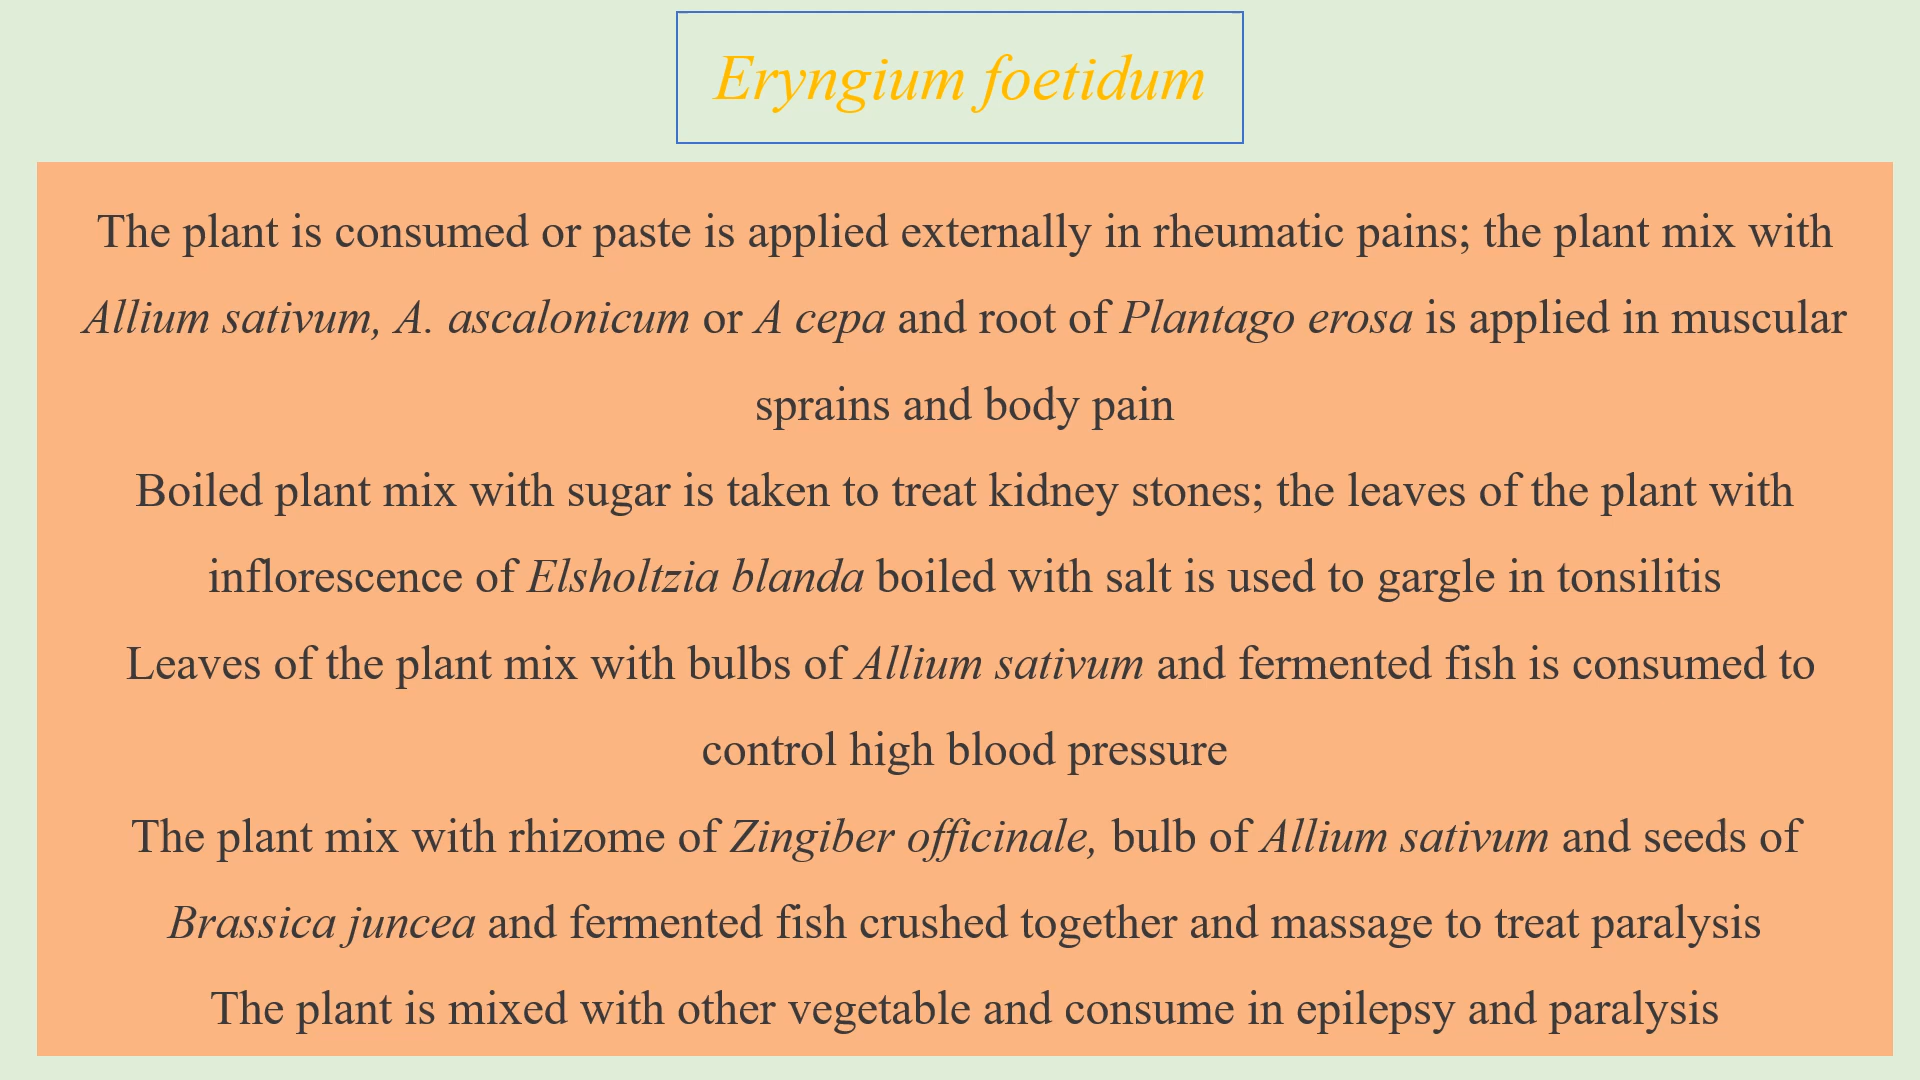 Eryngium foetidum
The plant is consumed or paste is applied externally in rheumatic pains; the plant mix with
Allium sativum, A. ascalonicum or A cepa and root of Plantago erosa is applied in muscular
sprains and body pain
Boiled plant mix with sugar is taken to treat kidney stones; the leaves of the plant with
inflorescence of Elsholtzia blanda boiled with salt is used to gargle in tonsilitis
Leaves of the plant mix with bulbs of Allium sativum and fermented fish is consumed to
control high blood pressure
The plant mix with rhizome of Zingiber officinale, bulb of Allium sativum and seeds of
Brassica juncea and fermented fish crushed together and massage to treat paralysis
The plant is mixed with other vegetable and consume in epilepsy and paralysis